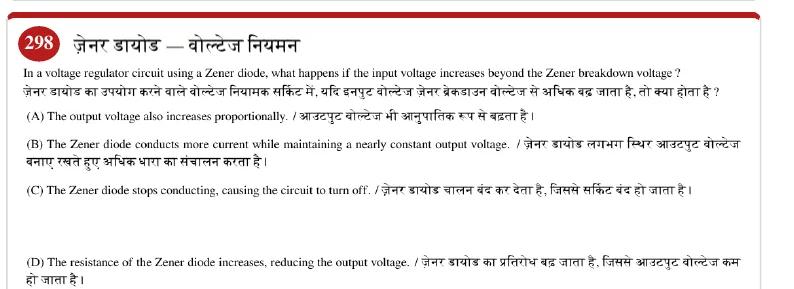 298 ज़ेनर डायोड — वोल्टेज नियमन
In a voltage regulator circuit using a Zener diode, what happens if the input voltage increases beyond the Zener breakdown voltage ?
ज़ेनर डायोड का उपयोग करने वाले वोल्टेज नियामक सर्किट में, यदि इनपुट वोल्टेज ज़ेनर ब्रेकडाउन वोल्टेज से अधिक बढ़ जाता है, तो क्या होता है ?
(A) The output voltage also increases proportionally. / आउटपुट वोल्टेज भी आनुपातिक रूप से बढ़ता है।
(B) The Zener diode conducts more current while maintaining a nearly constant output voltage. / ज़ेनर डायोड लगभग स्थिर आउटपुट वोल्टेज
बनाए रखते हुए अधिक धारा का संचालन करता है।
(C) The Zener diode stops conducting, causing the circuit to turn off. / ज़ेनर डायोड चालन बंद कर देता है, जिससे सर्किट बंद हो जाता है।
(D) The resistance of the Zener diode increases, reducing the output voltage. / ज़ेनर डायोड का प्रतिरोध बढ़ जाता है, जिससे आउटपुट वोल्टेज कम
हो जाता है।